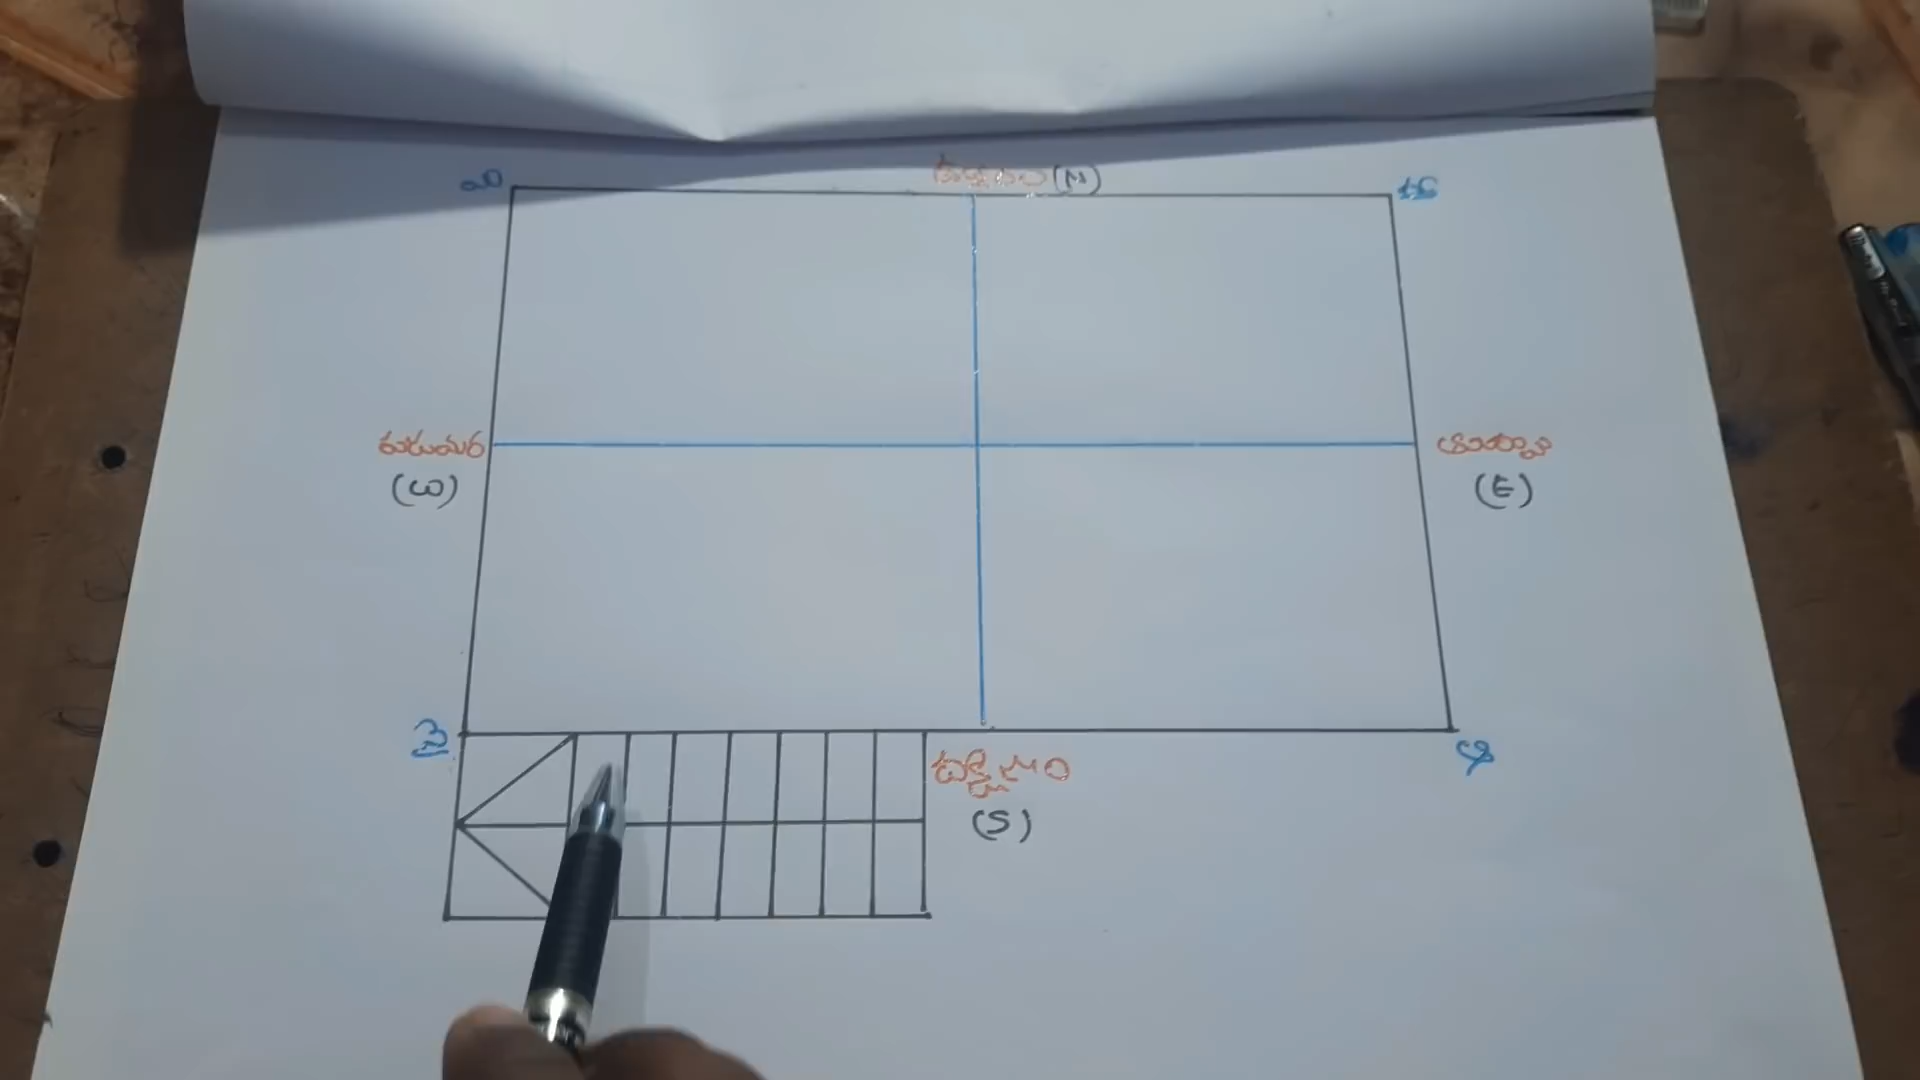 వా
ఉత్తరం (N)
ఈ
పడమర
(W)
తూర్పు
(E)
నై
దక్షిణం
(S)
ఆ